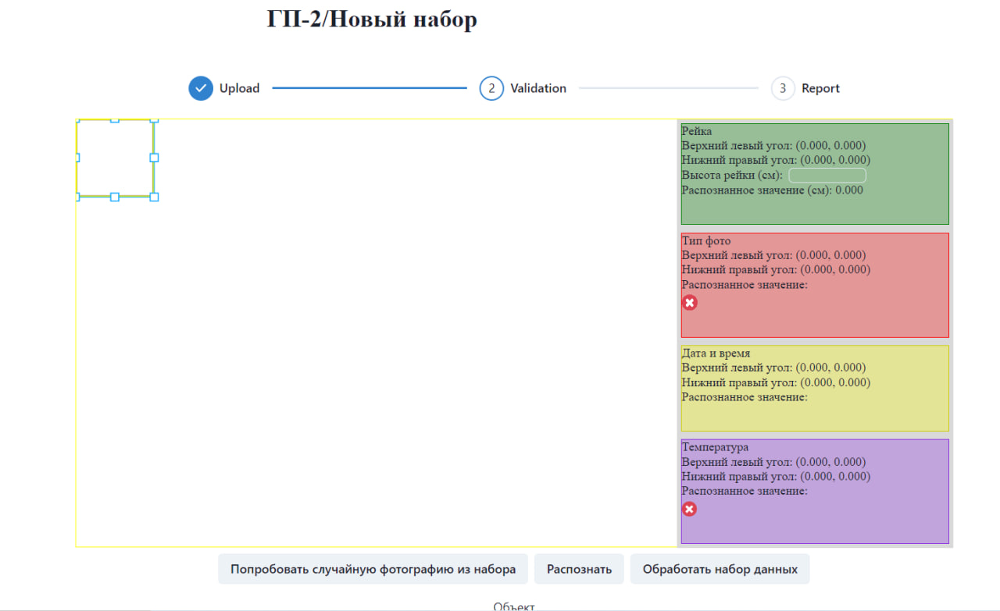 ГП-2/Новый набор
Upload
2 Validation
3 Report
Рейка
Верхний левый угол: (0.000, 0.000)
Нижний правый угол: (0.000, 0.000)
Высота рейки (см):
Распознанное значение (см): 0.000
Тип фото
Верхний левый угол: (0.000, 0.000)
Нижний правый угол: (0.000, 0.000)
Распознанное значение:
Дата и время
Верхний левый угол: (0.000, 0.000)
Нижний правый угол: (0.000, 0.000)
Распознанное значение:
Температура
Верхний левый угол: (0.000, 0.000)
Нижний правый угол: (0.000, 0.000)
Распознанное значение:
Попробовать случайную фотографию из набора Распознать Обработать набор данных
Объект